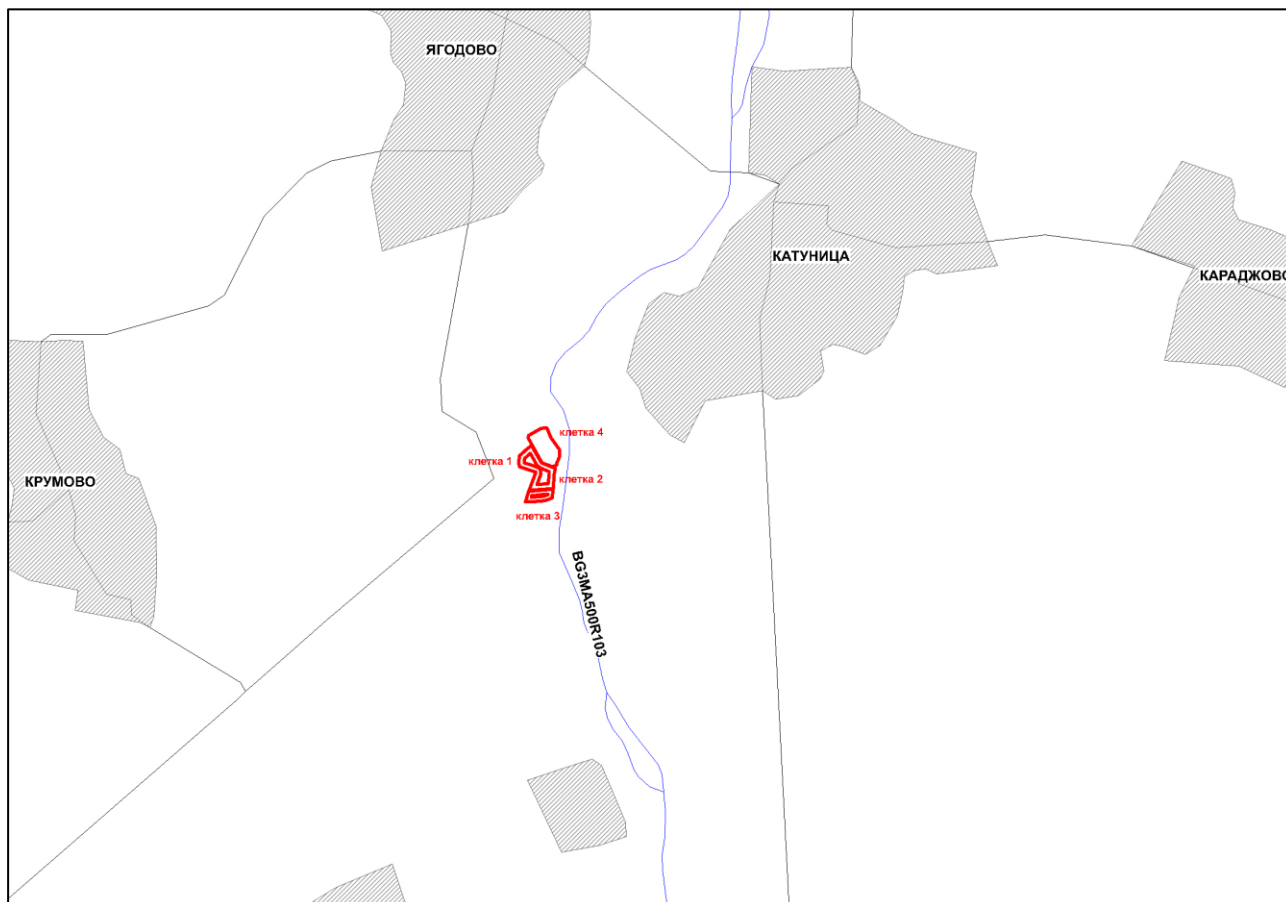 ЯГОДОВО
КАТУНИЦА
КАРАДЖОВО
клетка 4
клетка 1
клетка 2
КРУМОВО
клетка 3
BG3MA500R103